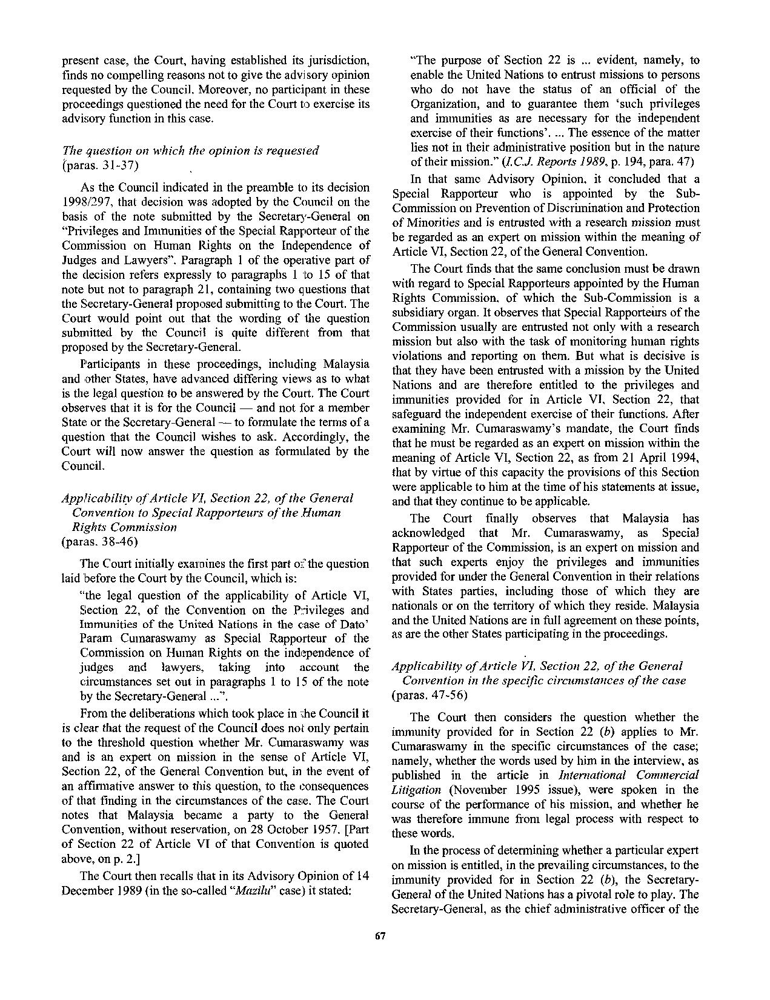 present case, the Court, having established its jurisdiction,
finds no compelling reasons not to give the advisory opinion
requested by the Council. Moreover, no participant in these
proceedings questioned the need for the Court to exercise its
advisory function in this case.
The question on which the opinion is requested
(paras. 31-37)
As the Council indicated in the preamble to its decision
1998/297, that decision was adopted by the Council on the
basis of the note submitted by the Secretary-General on
“Privileges and Immunities of the Special Rapporteur of the
Commission on Human Rights on the Independence of
Judges and Lawyers”. Paragraph 1 of the operative part of
the decision refers expressly to paragraphs 1 to 15 of that
note but not to paragraph 21, containing two questions that
the Secretary-General proposed submitting to the Court. The
Court would point out that the wording of the question
submitted by the Council is quite different from that
proposed by the Secretary-General.
Participants in these proceedings, including Malaysia
and other States, have advanced differing views as to what
is the legal question to be answered by the Court. The Court
observes that it is for the Council — and not for a member
State or the Secretary-General — to formulate the terms of a
question that the Council wishes to ask. Accordingly, the
Court will now answer the question as formulated by the
Council.
Applicability of Article VI, Section 22, of the General
Convention to Special Rapporteurs of the Human
Rights Commission
(paras. 38-46)
The Court initially examines the first part of the question
laid before the Court by the Council, which is:
“the legal question of the applicability of Article VI,
Section 22, of the Convention on the Privileges and
Immunities of the United Nations in the case of Dato’
Param Cumaraswamy as Special Rapporteur of the
Commission on Human Rights on the independence of
judges and lawyers, taking into account the
circumstances set out in paragraphs 1 to 15 of the note
by the Secretary-General ...”.
From the deliberations which took place in the Council it
is clear that the request of the Council does not only pertain
to the threshold question whether Mr. Cumaraswamy was
and is an expert on mission in the sense of Article VI,
Section 22, of the General Convention but, in the event of
an affirmative answer to this question, to the consequences
of that finding in the circumstances of the case. The Court
notes that Malaysia became a party to the General
Convention, without reservation, on 28 October 1957. [Part
of Section 22 of Article VI of that Convention is quoted
above, on p. 2.]
The Court then recalls that in its Advisory Opinion of 14
December 1989 (in the so-called “Mazilu” case) it stated:
“The purpose of Section 22 is ... evident, namely, to
enable the United Nations to entrust missions to persons
who do not have the status of an official of the
Organization, and to guarantee them ‘such privileges
and immunities as are necessary for the independent
exercise of their functions’. ... The essence of the matter
lies not in their administrative position but in the nature
of their mission.” (I.C.J. Reports 1989, p. 194, para. 47)
In that same Advisory Opinion, it concluded that a
Special Rapporteur who is appointed by the Sub-
Commission on Prevention of Discrimination and Protection
of Minorities and is entrusted with a research mission must
be regarded as an expert on mission within the meaning of
Article VI, Section 22, of the General Convention.
The Court finds that the same conclusion must be drawn
with regard to Special Rapporteurs appointed by the Human
Rights Commission, of which the Sub-Commission is a
subsidiary organ. It observes that Special Rapporteurs of the
Commission usually are entrusted not only with a research
mission but also with the task of monitoring human rights
violations and reporting on them. But what is decisive is
that they have been entrusted with a mission by the United
Nations and are therefore entitled to the privileges and
immunities provided for in Article VI, Section 22, that
safeguard the independent exercise of their functions. After
examining Mr. Cumaraswamy’s mandate, the Court finds
that he must be regarded as an expert on mission within the
meaning of Article VI, Section 22, as from 21 April 1994,
that by virtue of this capacity the provisions of this Section
were applicable to him at the time of his statements at issue,
and that they continue to be applicable.
The Court finally observes that Malaysia has
acknowledged that Mr. Cumaraswamy, as Special
Rapporteur of the Commission, is an expert on mission and
that such experts enjoy the privileges and immunities
provided for under the General Convention in their relations
with States parties, including those of which they are
nationals or on the territory of which they reside. Malaysia
and the United Nations are in full agreement on these points,
as are the other States participating in the proceedings.
Applicability of Article VI, Section 22, of the General
Convention in the specific circumstances of the case
(paras. 47-56)
The Court then considers the question whether the
immunity provided for in Section 22 (b) applies to Mr.
Cumaraswamy in the specific circumstances of the case;
namely, whether the words used by him in the interview, as
published in the article in International Commercial
Litigation (November 1995 issue), were spoken in the
course of the performance of his mission, and whether he
was therefore immune from legal process with respect to
these words.
In the process of determining whether a particular expert
on mission is entitled, in the prevailing circumstances, to the
immunity provided for in Section 22 (b), the Secretary-
General of the United Nations has a pivotal role to play. The
Secretary-General, as the chief administrative officer of the
67